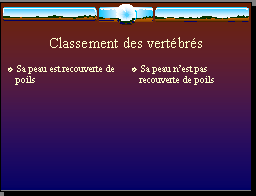 Classement des vertébrés
Sa peau est recouverte de
poils
Sa peau n'est pas
recouverte de poils